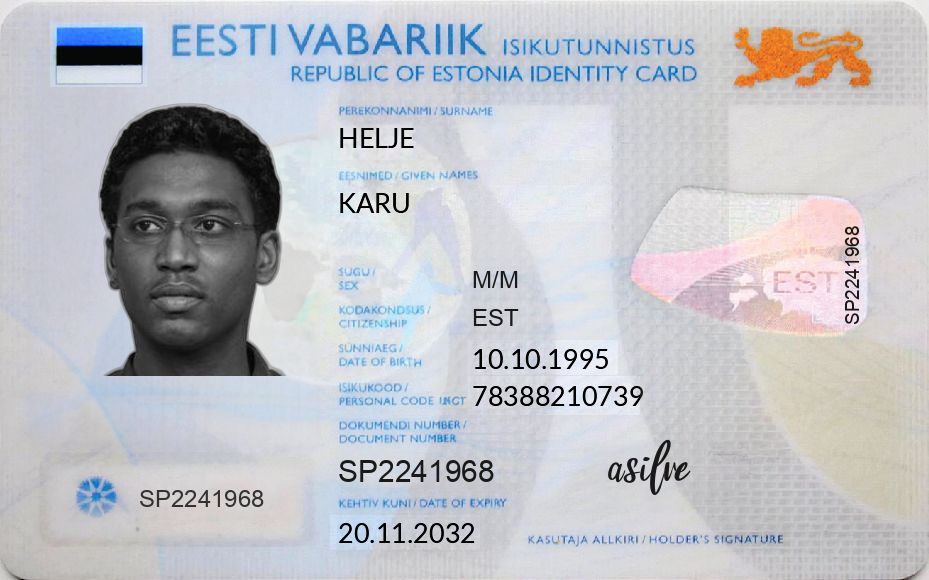 EESTI VABARIIK ISIKUTUNNISTUS
REPUBLIC OF ESTONIA IDENTITY CARD
PEREKONNANIMI / SURNAME
HELJE
EESNIMED / GIVEN NAMES
KARU
SUGU /
SEX
M/M
KODAKONDSUS /
CITIZENSHIP
EST
SÜNNIAEG /
DATE OF BIRTH
10.10.1995
ISIKUKOOD /
PERSONAL CODE
78388210739
DOKUMENDI NUMBER /
DOCUMENT NUMBER
SP2241968
KEHTIV KUNI / DATE OF EXPIRY
20.11.2032
SP2241968
EST
SP2241968
KASUTAJA ALLKIRI / HOLDER'S SIGNATURE